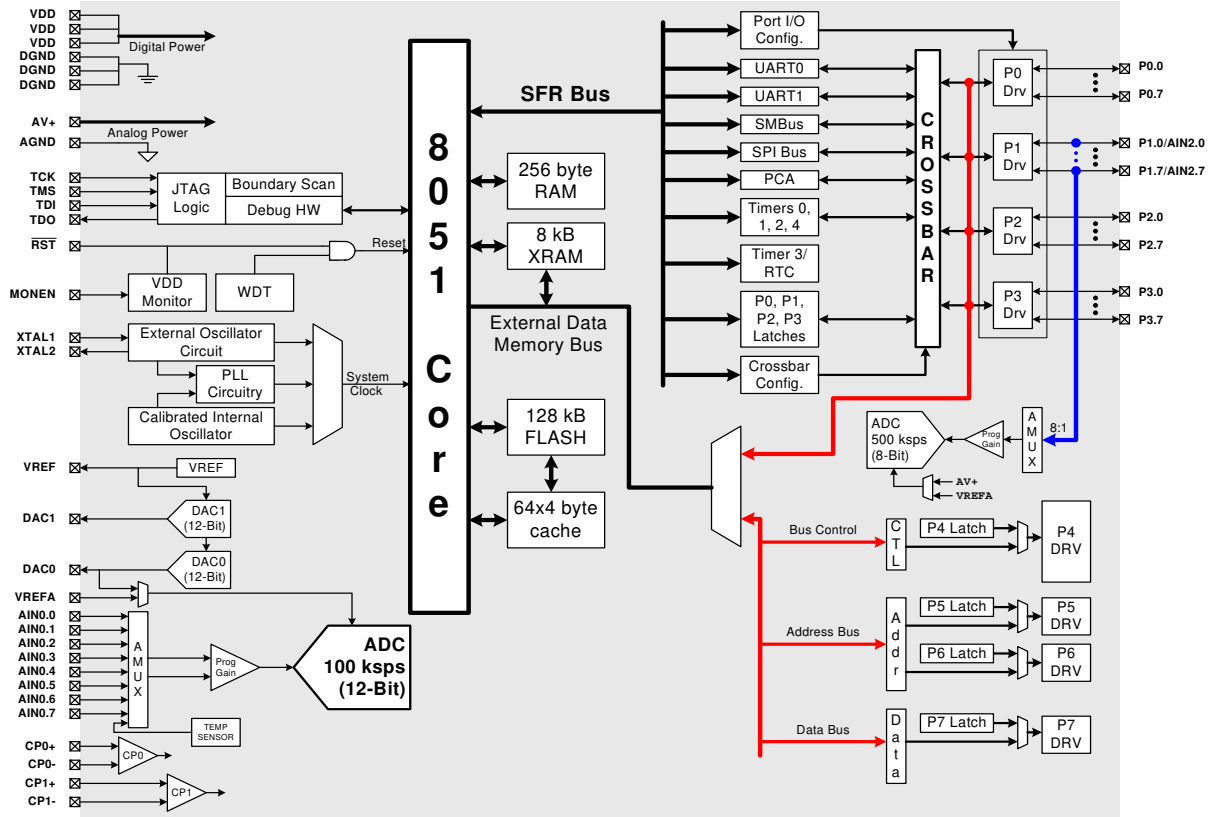 VDD
VDD
VDD
Digital Power
DGND
DGND
DGND
AV+
Analog Power
AGND
TCK
TMS
TDI
TDO
JTAG
Logic
Boundary Scan
Debug HW
RST
Reset
MONEN
VDD
Monitor
WDT
XTAL1
XTAL2
External Oscillator
Circuit
PLL
Circuitry
Calibrated Internal
Oscillator
System
Clock
VREF
VREF
DAC1
DAC1
(12-Bit)
DAC0
DAC0
(12-Bit)
VREFA
AIN0.0
AIN0.1
AIN0.2
AIN0.3
AIN0.4
AIN0.5
AIN0.6
AIN0.7
AMUX
Prog
Gain
ADC
100 ksps
(12-Bit)
TEMP
SENSOR
CP0+
CP0-
CP0
CP1+
CP1-
CP1
8051 Core
SFR Bus
256 byte
RAM
8 kB
XRAM
External Data
Memory Bus
128 kB
FLASH
64x4 byte
cache
Port I/O
Config.
UART0
UART1
SMBus
SPI Bus
PCA
Timers 0,
1, 2, 4
Timer 3/
RTC
P0, P1,
P2, P3
Latches
Crossbar
Config.
CROSSBAR
P0
Drv
P1
Drv
P2
Drv
P3
Drv
P0.0
P0.7
P1.0/AIN2.0
P1.7/AIN2.7
P2.0
P2.7
P3.0
P3.7
ADC
500 ksps
(8-Bit)
Prog
Gain
AMUX
8:1
AV+
VREFA
Bus Control
CTL
P4 Latch
P4
DRV
Address Bus
Addr
P5 Latch
P5
DRV
P6 Latch
P6
DRV
Data Bus
Data
P7 Latch
P7
DRV